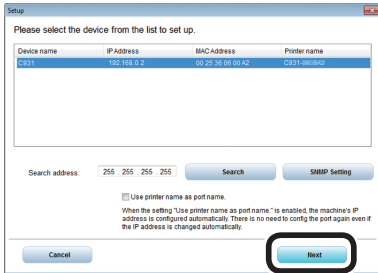 Setup
Please select the device from the list to set up.
Device name IP Address MAC Address Printer name
C931 192.168.0.2 00 25 36 06 00 A2
Search address: 255 . 255 . 255 . 255 Search SNMP Setting
Use printer name as port name.
When the setting "Use printer name as port name." is enabled, the machine's IP
address is configured automatically. There is no need to config the port again even if
the IP address is changed automatically.
Cancel Next